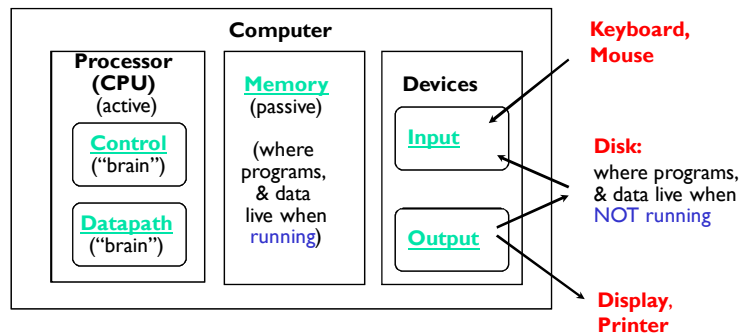 Computer
Processor
(CPU)
(active)
Control
(“brain”)
Datapath
(“brain”)
Memory
(passive)
(where
programs,
& data
live when
running)
Devices
Input
Output
Keyboard,
Mouse
Disk:
where programs,
& data live when
NOT running
Display,
Printer